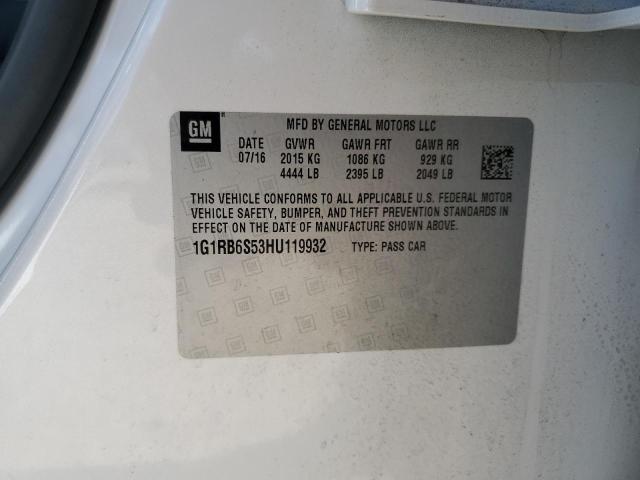 GM ® MFD BY GENERAL MOTORS LLC
DATE GVWR GAWR FRT GAWR RR
07/16 2015 KG 1086 KG 929 KG
4444 LB 2395 LB 2049 LB
THIS VEHICLE CONFORMS TO ALL APPLICABLE U.S. FEDERAL MOTOR
VEHICLE SAFETY, BUMPER, AND THEFT PREVENTION STANDARDS IN
EFFECT ON THE DATE OF MANUFACTURE SHOWN ABOVE.
1G1RB6S53HU119932 TYPE: PASS CAR